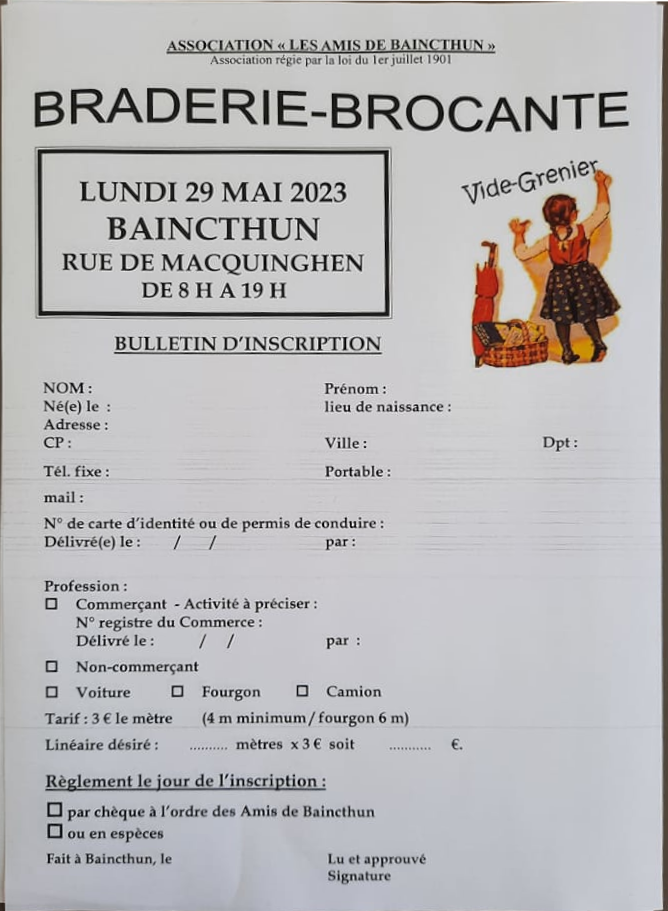 ASSOCIATION « LES AMIS DE BAINCTHUN »
Association régie par la loi du 1er juillet 1901
BRADERIE-BROCANTE
LUNDI 29 MAI 2023
BAINCTHUN
RUE DE MACQUINGHEN
DE 8 H A 19 H
Vide-Grenier
BULLETIN D'INSCRIPTION
NOM : Prénom :
Né(e) le : lieu de naissance :
Adresse :
CP : Ville : Dpt :
Tél. fixe : Portable :
mail :
N° de carte d'identité ou de permis de conduire :
Délivré(e) le : / / par :
Profession :
☐ Commerçant - Activité à préciser :
N° registre du Commerce :
Délivré le : / / par :
☐ Non-commerçant
☐ Voiture ☐ Fourgon ☐ Camion
Tarif : 3 € le mètre (4 m minimum / fourgon 6 m)
Linéaire désiré : .......... mètres x 3 € soit ........... €.
Règlement le jour de l'inscription :
☐ par chèque à l'ordre des Amis de Baincthun
☐ ou en espèces
Fait à Baincthun, le Lu et approuvé
Signature